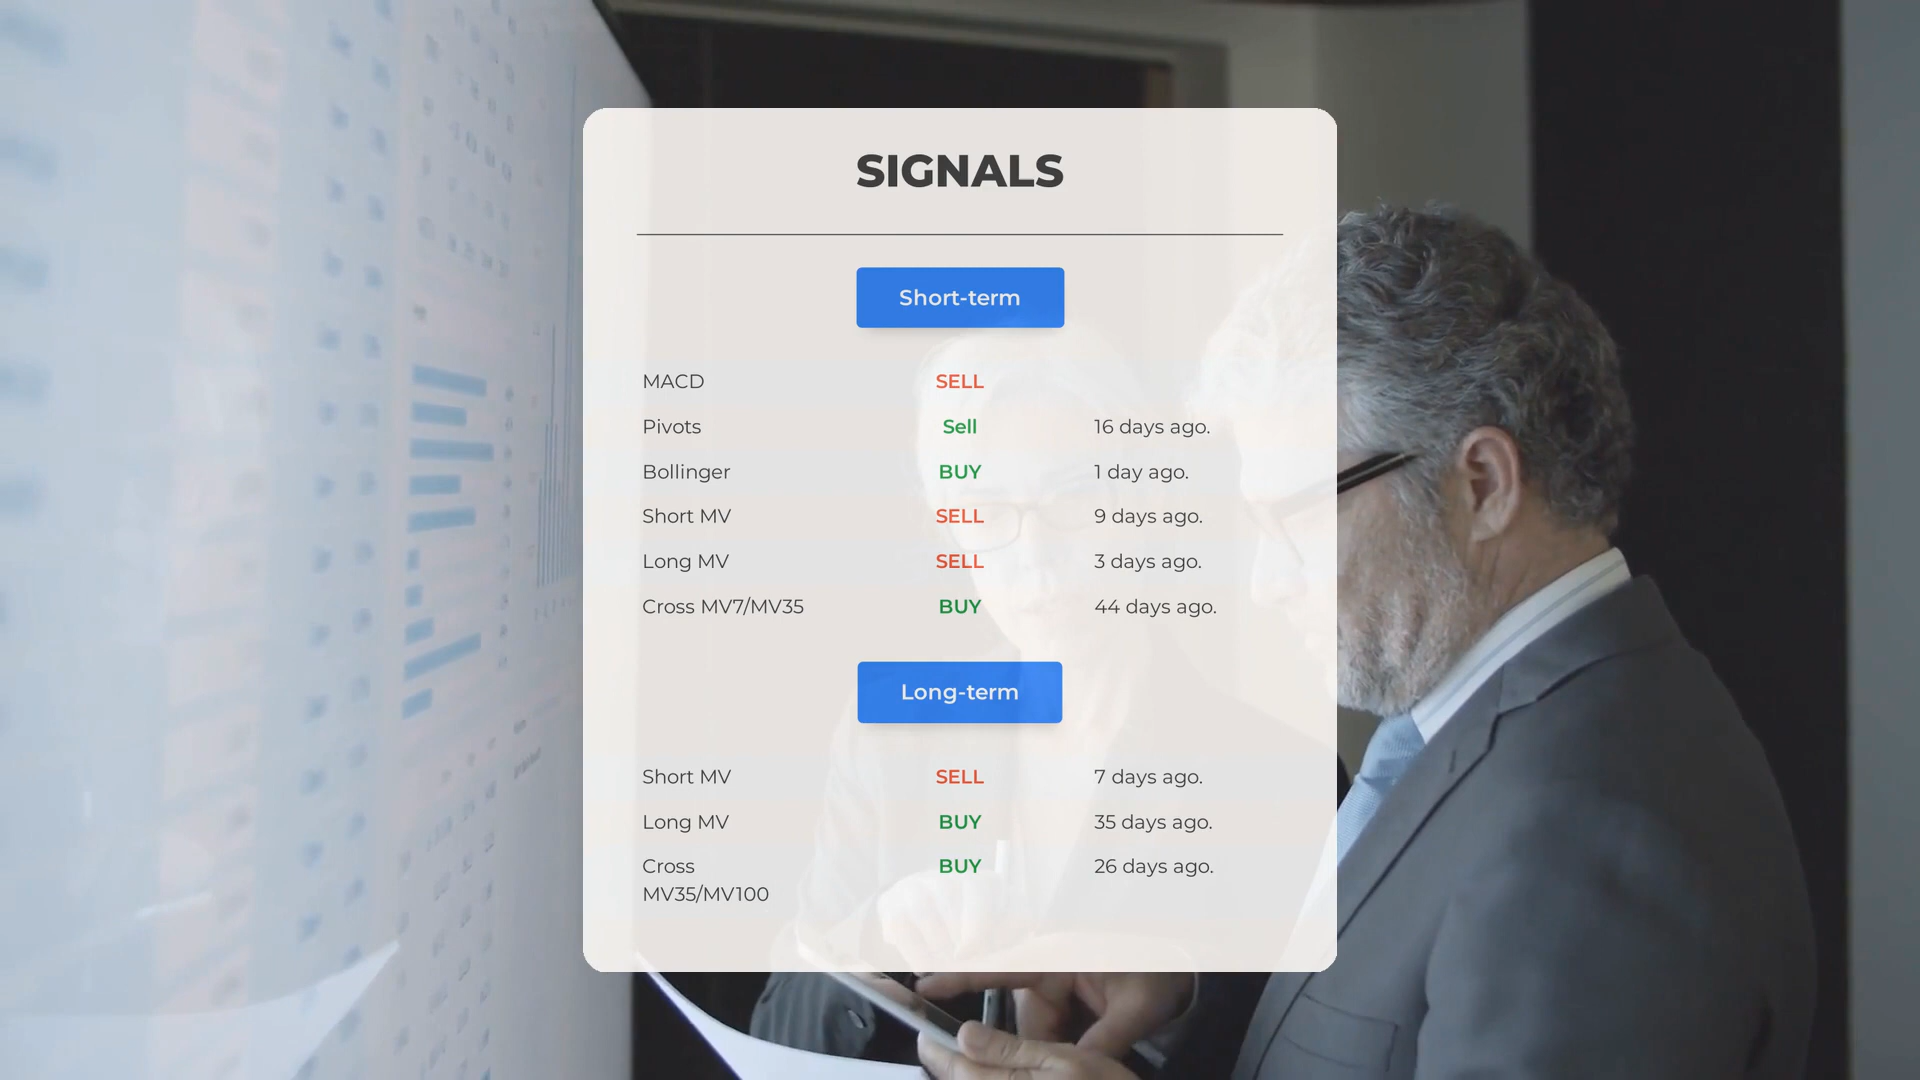 SIGNALS
Short-term
MACD SELL
Pivots Sell 16 days ago.
Bollinger BUY 1 day ago.
Short MV SELL 9 days ago.
Long MV SELL 3 days ago.
Cross MV7/MV35 BUY 44 days ago.
Long-term
Short MV SELL 7 days ago.
Long MV BUY 35 days ago.
Cross BUY 26 days ago.
MV35/MV100